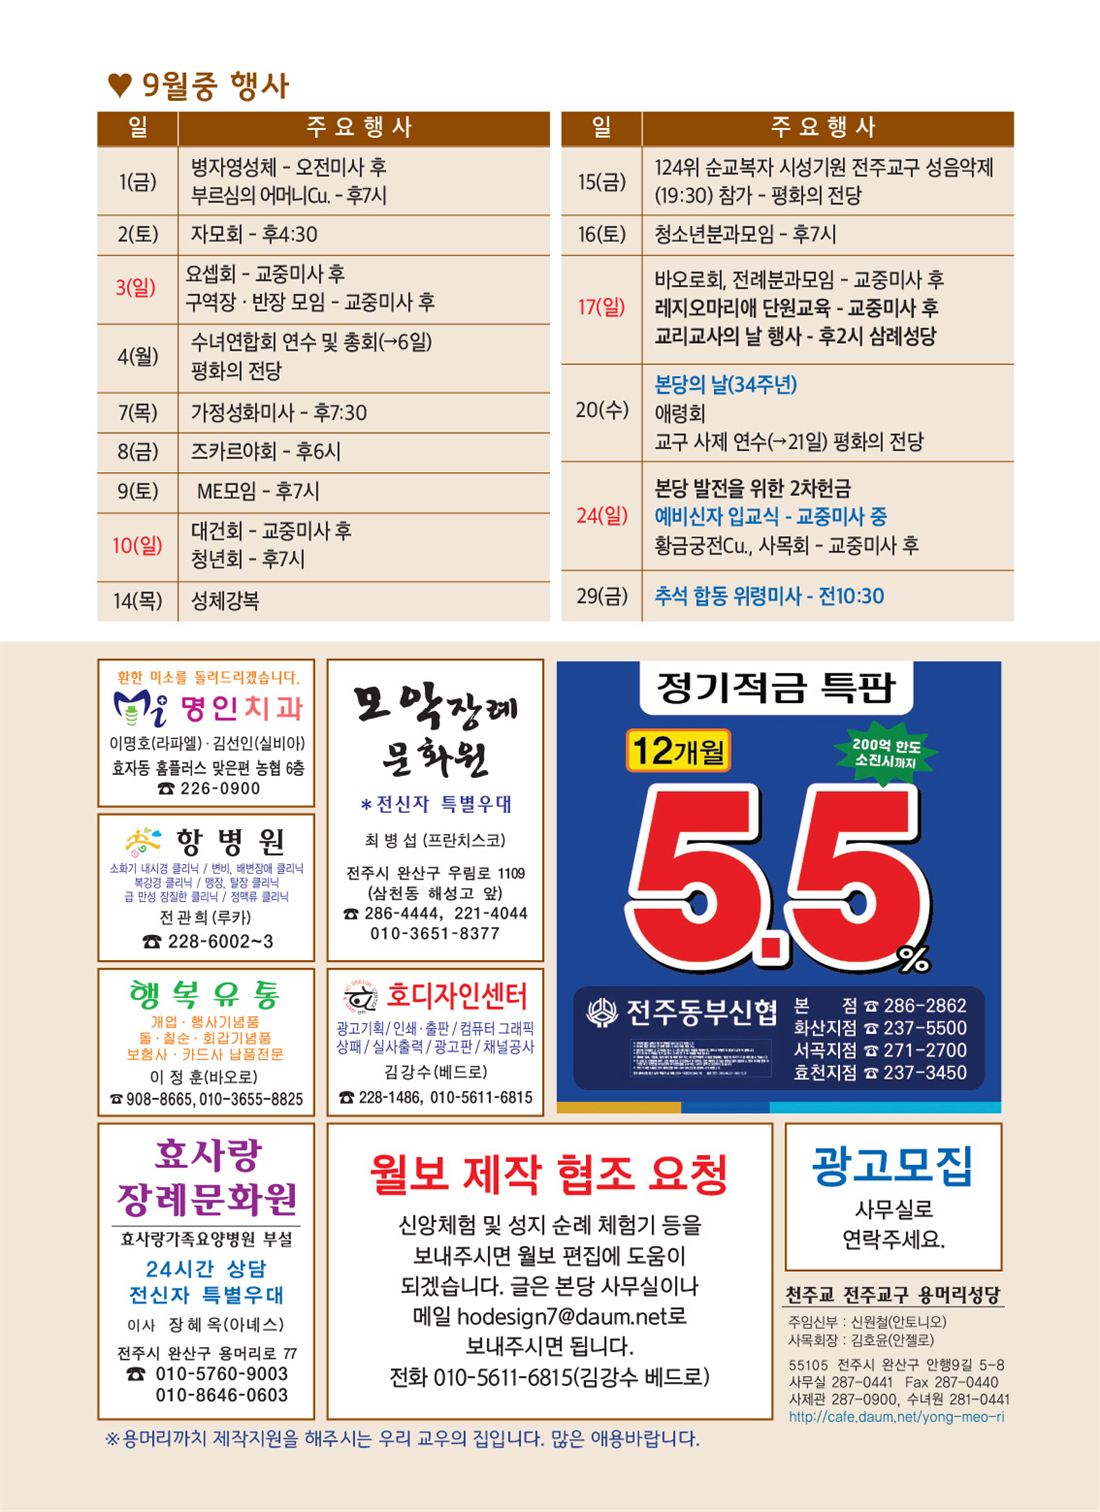 ♥ 9월중 행사
일 주요행사
1(금) 병자영성체 - 오전미사 후
부르심의 어머니Cu. - 후7시
2(토) 자모회 - 후4:30
3(일) 요셉회 - 교중미사 후
구역장 · 반장 모임 - 교중미사 후
4(월) 수녀연합회 연수 및 총회(→6일)
평화의 전당
7(목) 가정성화미사 - 후7:30
8(금) 즈카르야회 - 후6시
9(토) ME모임 - 후7시
10(일) 대건회 - 교중미사 후
청년회 - 후7시
14(목) 성체강복
일 주요행사
15(금) 124위 순교복자 시성기원 전주교구 성음악제
(19:30) 참가 - 평화의 전당
16(토) 청소년분과모임 - 후7시
17(일) 바오로회, 전례분과모임 - 교중미사 후
레지오마리애 단원교육 - 교중미사 후
교리교사의 날 행사 - 후2시 삼례성당
20(수) 본당의 날(34주년)
애령회
교구 사제 연수(→21일) 평화의 전당
24(일) 본당 발전을 위한 2차헌금
예비신자 입교식 - 교중미사 중
황금궁전Cu., 사목회 - 교중미사 후
29(금) 추석 합동 위령미사 - 전10:30
환한 미소를 돌려드리겠습니다.
Mi 명인치과
이명호(라파엘) · 김선인(실비아)
효자동 홈플러스 맞은편 농협 6층
☎ 226-0900
항병원
소화기 내시경 클리닉 / 변비, 배변장애 클리닉
복강경 클리닉 / 맹장, 탈장 클리닉
급 만성 장질환 클리닉 / 정맥류 클리닉
전관희(루카)
☎ 228-6002~3
행복유통
개업 · 행사기념품
돌 · 칠순 · 회갑기념품
보험사 · 카드사 납품전문
이 정 훈(바오로)
☎ 908-8665, 010-3655-8825
모악장례
문화원
*전신자 특별우대
최 병 섭 (프란치스코)
전주시 완산구 우림로 1109
(삼천동 해성고 앞)
☎ 286-4444, 221-4044
010-3651-8377
호디자인센터
광고기획/인쇄·출판/컴퓨터 그래픽
상패/실사출력/광고판/채널공사
김강수(베드로)
☎ 228-1486, 010-5611-6815
정기적금 특판
12개월
200억 한도
소진시까지
5.5%
전주동부신협
본 점 ☎ 286-2862
화산지점 ☎ 237-5500
서곡지점 ☎ 271-2700
효천지점 ☎ 237-3450
효사랑
장례문화원
효사랑가족요양병원 부설
24시간 상담
전신자 특별우대
이사 장 혜 옥(아녜스)
전주시 완산구 용머리로 77
☎ 010-5760-9003
010-8646-0603
월보 제작 협조 요청
신앙체험 및 성지 순례 체험기 등을
보내주시면 월보 편집에 도움이
되겠습니다. 글은 본당 사무실이나
메일 hodesign7@daum.net로
보내주시면 됩니다.
전화 010-5611-6815(김강수 베드로)
광고모집
사무실로
연락주세요.
천주교 전주교구 용머리성당
주임신부 : 신원철(안토니오)
사목회장 : 김호윤(안젤로)
55105 전주시 완산구 안행9길 5-8
사무실 287-0441 Fax 287-0440
사제관 287-0900, 수녀원 281-0441
http://cafe.daum.net/yong-meo-ri
※용머리까치 제작지원을 해주시는 우리 교우의 집입니다. 많은 애용바랍니다.